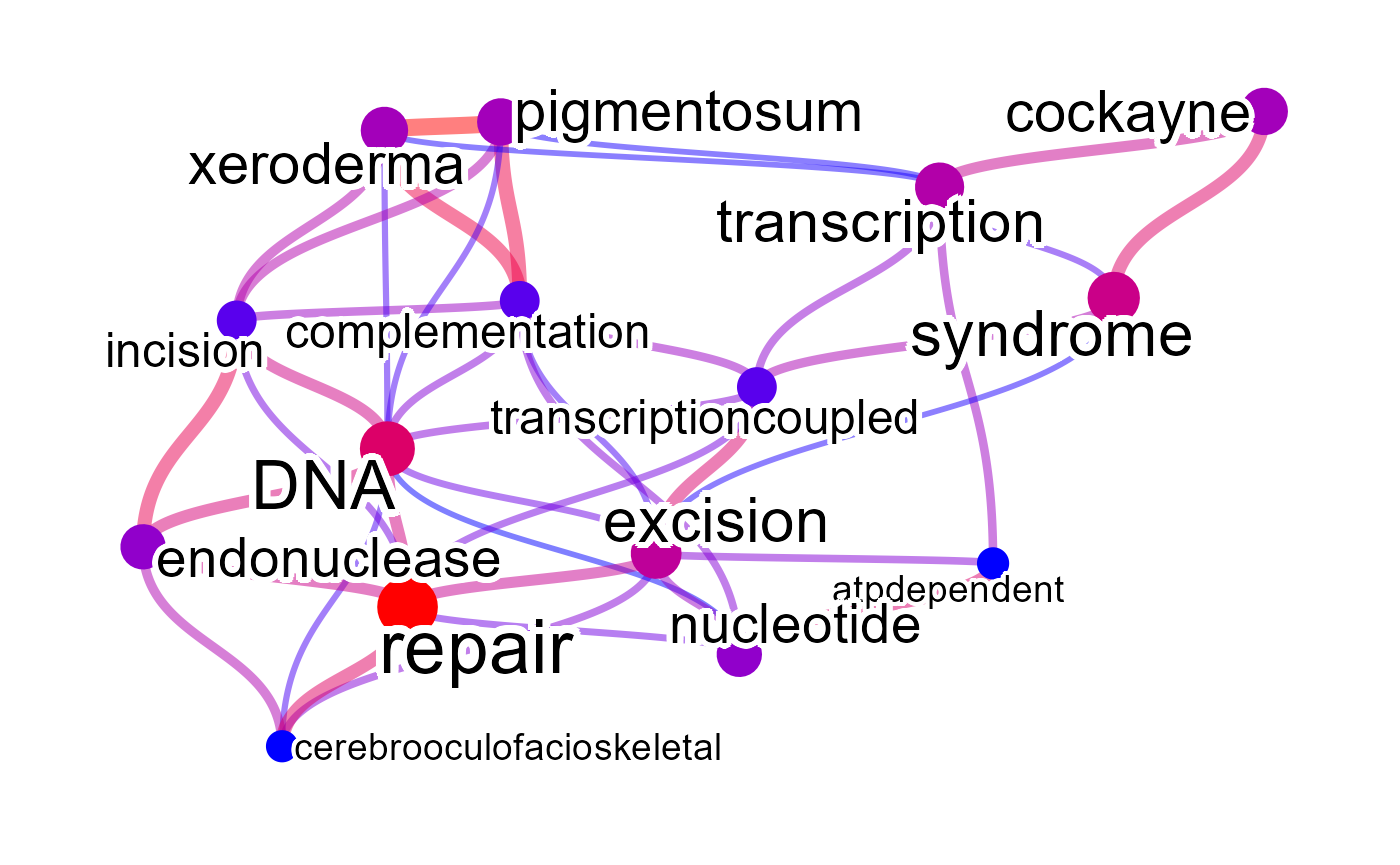 pigmentosum
cockayne
xeroderma
transcription
incision
complementation
syndrome
transcriptioncoupled
DNA
excision
endonuclease
atpdependent
nucleotide
repair
cerebrooculofacioskeletal